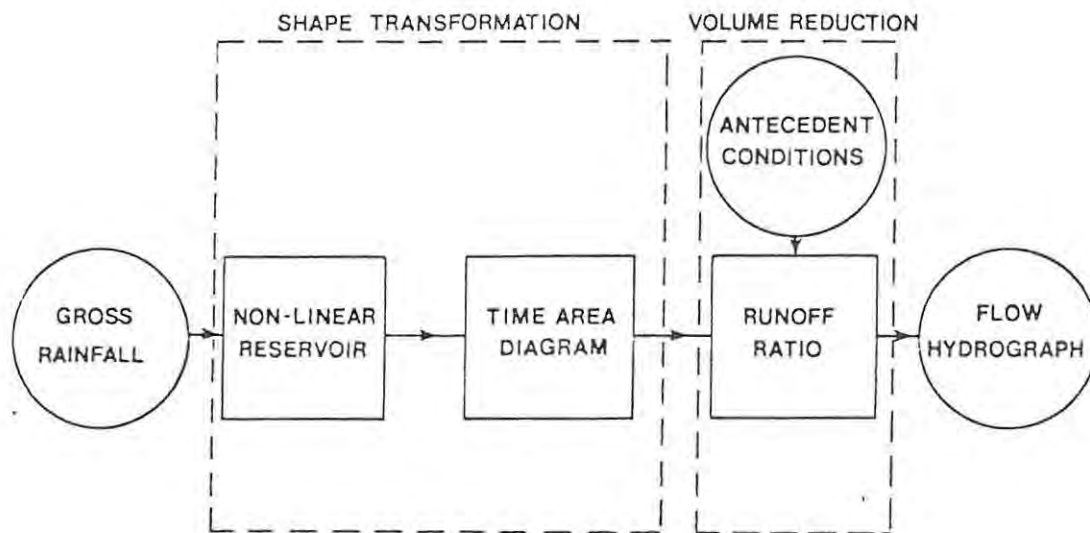 SHAPE TRANSFORMATION
VOLUME REDUCTION
ANTECEDENT
CONDITIONS
GROSS
RAINFALL
NON-LINEAR
RESERVOIR
TIME AREA
DIAGRAM
RUNOFF
RATIO
FLOW
HYDROGRAPH